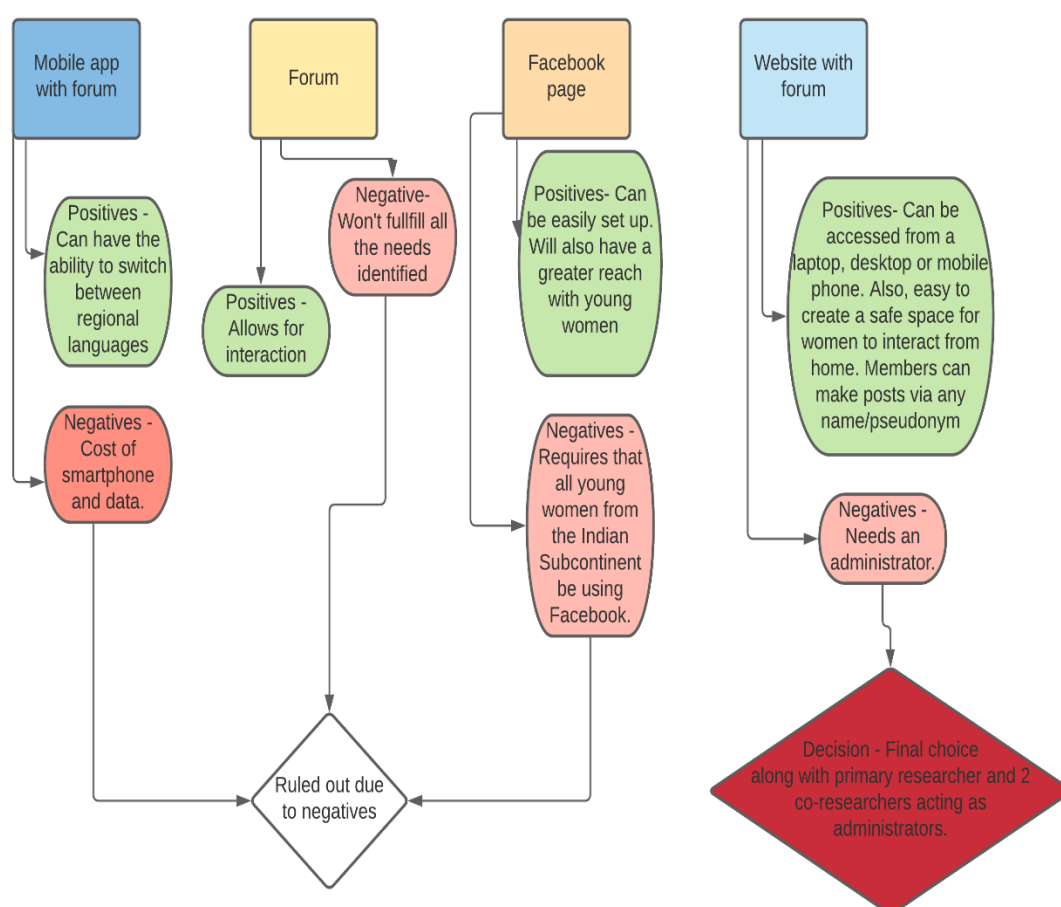 Mobile app
with forum
Forum
Facebook
page
Website with
forum
Positives -
Can have the
ability to switch
between
regional
languages
Negative-
Won't fullfill all
the needs
identified
Positives -
Allows for
interaction
Positives- Can
be easily set up.
Will also have a
greater reach
with young
women
Positives- Can be
accessed from a
laptop, desktop or mobile
phone. Also, easy to
create a safe space for
women to interact from
home. Members can
make posts via any
name/pseudonym
Negatives -
Cost of
smartphone
and data.
Negatives -
Requires that
all young
women from
the Indian
Subcontinent
be using
Facebook.
Negatives -
Needs an
administrator.
Ruled out due
to negatives
Decision - Final choice
along with primary researcher and 2
co-researchers acting as
administrators.